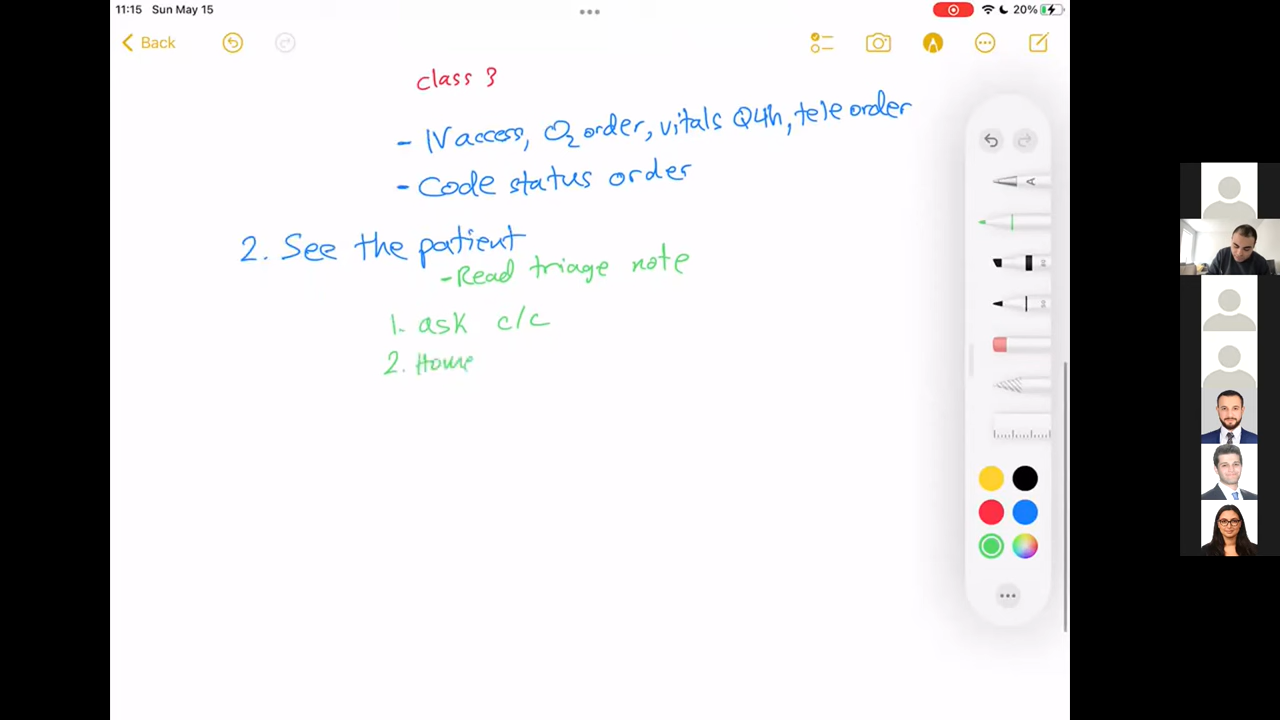 11:15 Sun May 15
20%
Back
class 3
- IV access, O2 order, vitals Q4h, tele order
- Code status order
2. See the patient
- Read triage note
1. ask c/c
2. Home